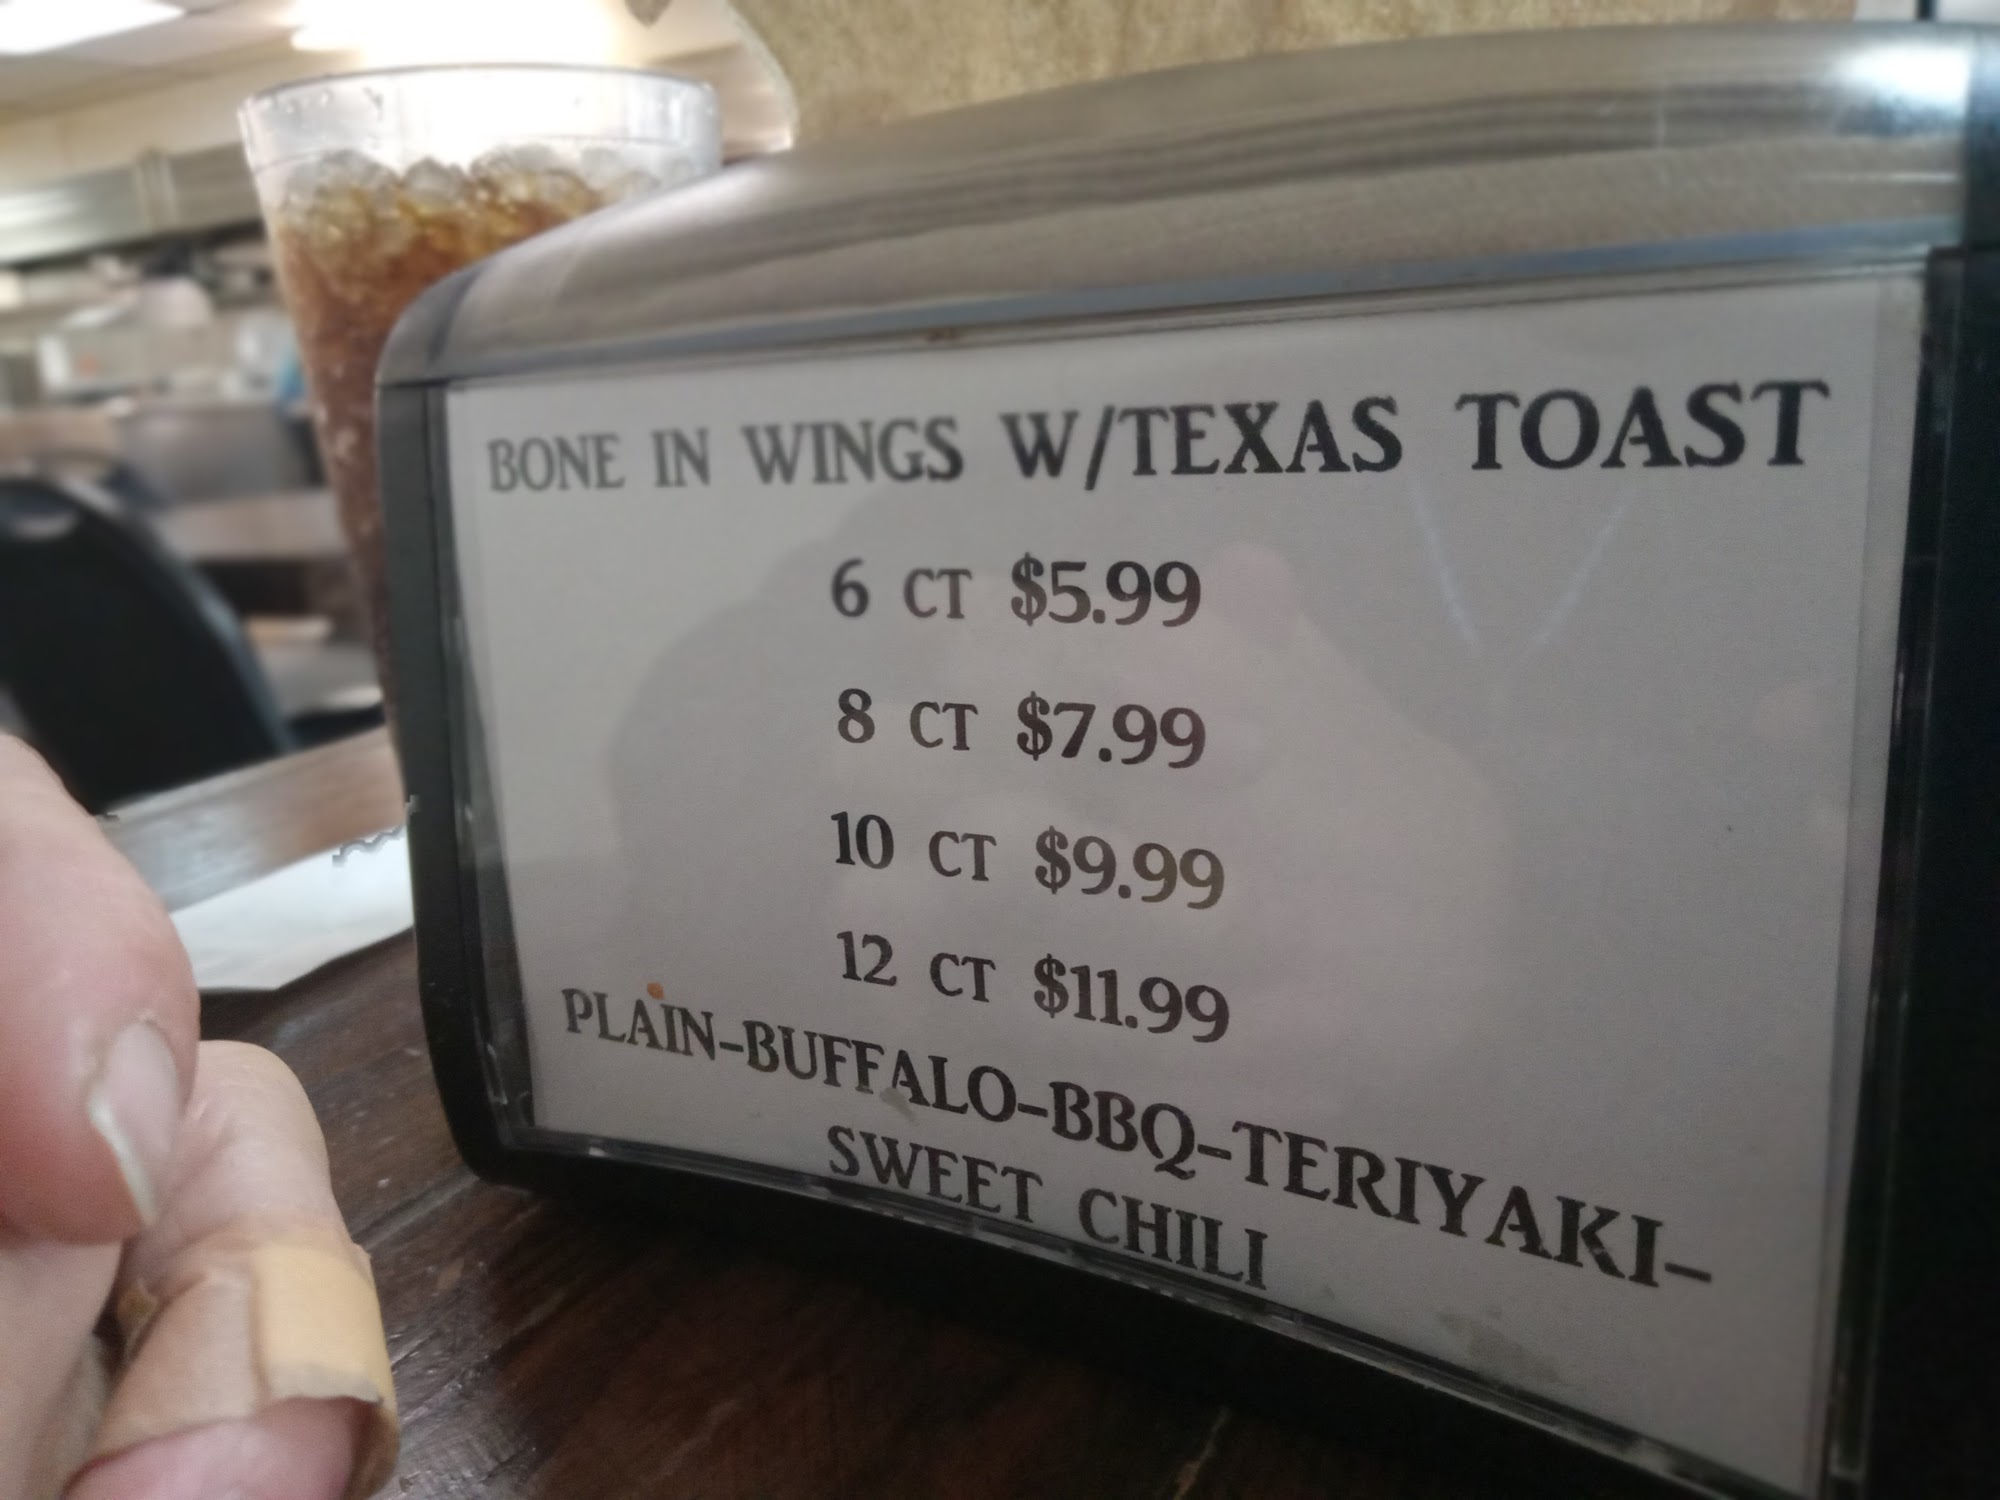 BONE IN WINGS W/TEXAS TOAST
6 CT $5.99
8 CT $7.99
10 CT $9.99
12 CT $11.99
PLAIN-BUFFALO-BBQ-TERIYAKI-
SWEET CHILI